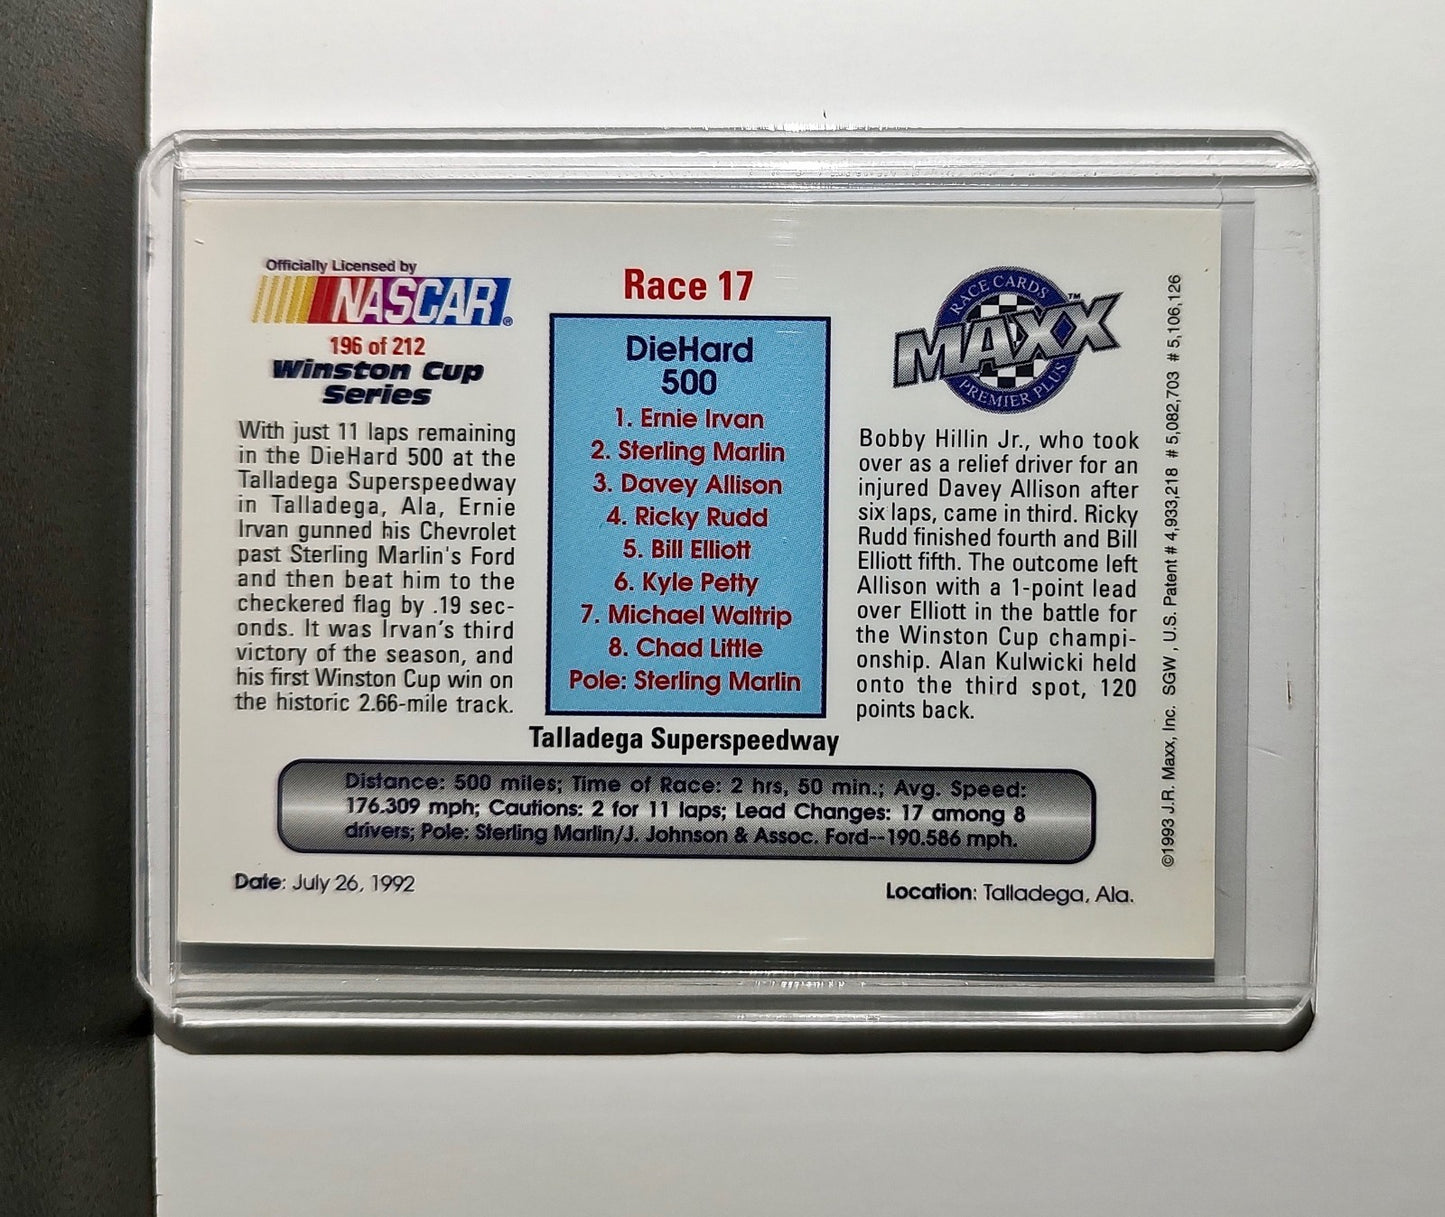 Officially Licensed by
NASCAR®
196 of 212
Winston Cup
Series
With just 11 laps remaining
in the DieHard 500 at the
Talladega Superspeedway
in Talladega, Ala, Ernie
Irvan gunned his Chevrolet
past Sterling Marlin's Ford
and then beat him to the
checkered flag by .19 sec-
onds. It was Irvan's third
victory of the season, and
his first Winston Cup win on
the historic 2.66-mile track.
Race 17
DieHard
500
1. Ernie Irvan
2. Sterling Marlin
3. Davey Allison
4. Ricky Rudd
5. Bill Elliott
6. Kyle Petty
7. Michael Waltrip
8. Chad Little
Pole: Sterling Marlin
Talladega Superspeedway
RACE CARDS
MAXX™
PREMIER PLUS
Bobby Hillin Jr., who took
over as a relief driver for an
injured Davey Allison after
six laps, came in third. Ricky
Rudd finished fourth and Bill
Elliott fifth. The outcome left
Allison with a 1-point lead
over Elliott in the battle for
the Winston Cup champi-
onship. Alan Kulwicki held
onto the third spot, 120
points back.
Distance: 500 miles; Time of Race: 2 hrs, 50 min.; Avg. Speed:
176.309 mph; Cautions: 2 for 11 laps; Lead Changes: 17 among 8
drivers; Pole: Sterling Marlin/J. Johnson & Assoc. Ford--190.586 mph.
Date: July 26, 1992
Location: Talladega, Ala.
©1993 J.R. Maxx, Inc. SGW , U.S. Patent # 4,933,218 # 5,082,703 # 5,106,126